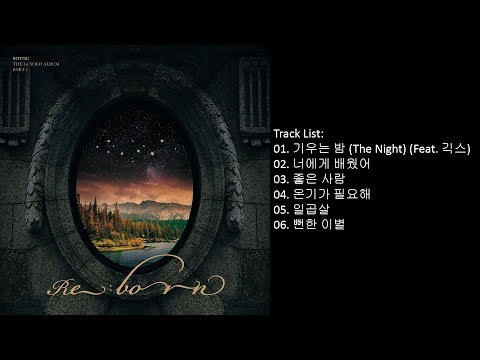 SOYOU
THE 1st SOLO ALBUM
PART.1
Re:born
Track List:
01. 기우는 밤 (The Night) (Feat. 긱스)
02. 너에게 배웠어
03. 좋은 사람
04. 온기가 필요해
05. 일곱살
06. 뻔한 이별